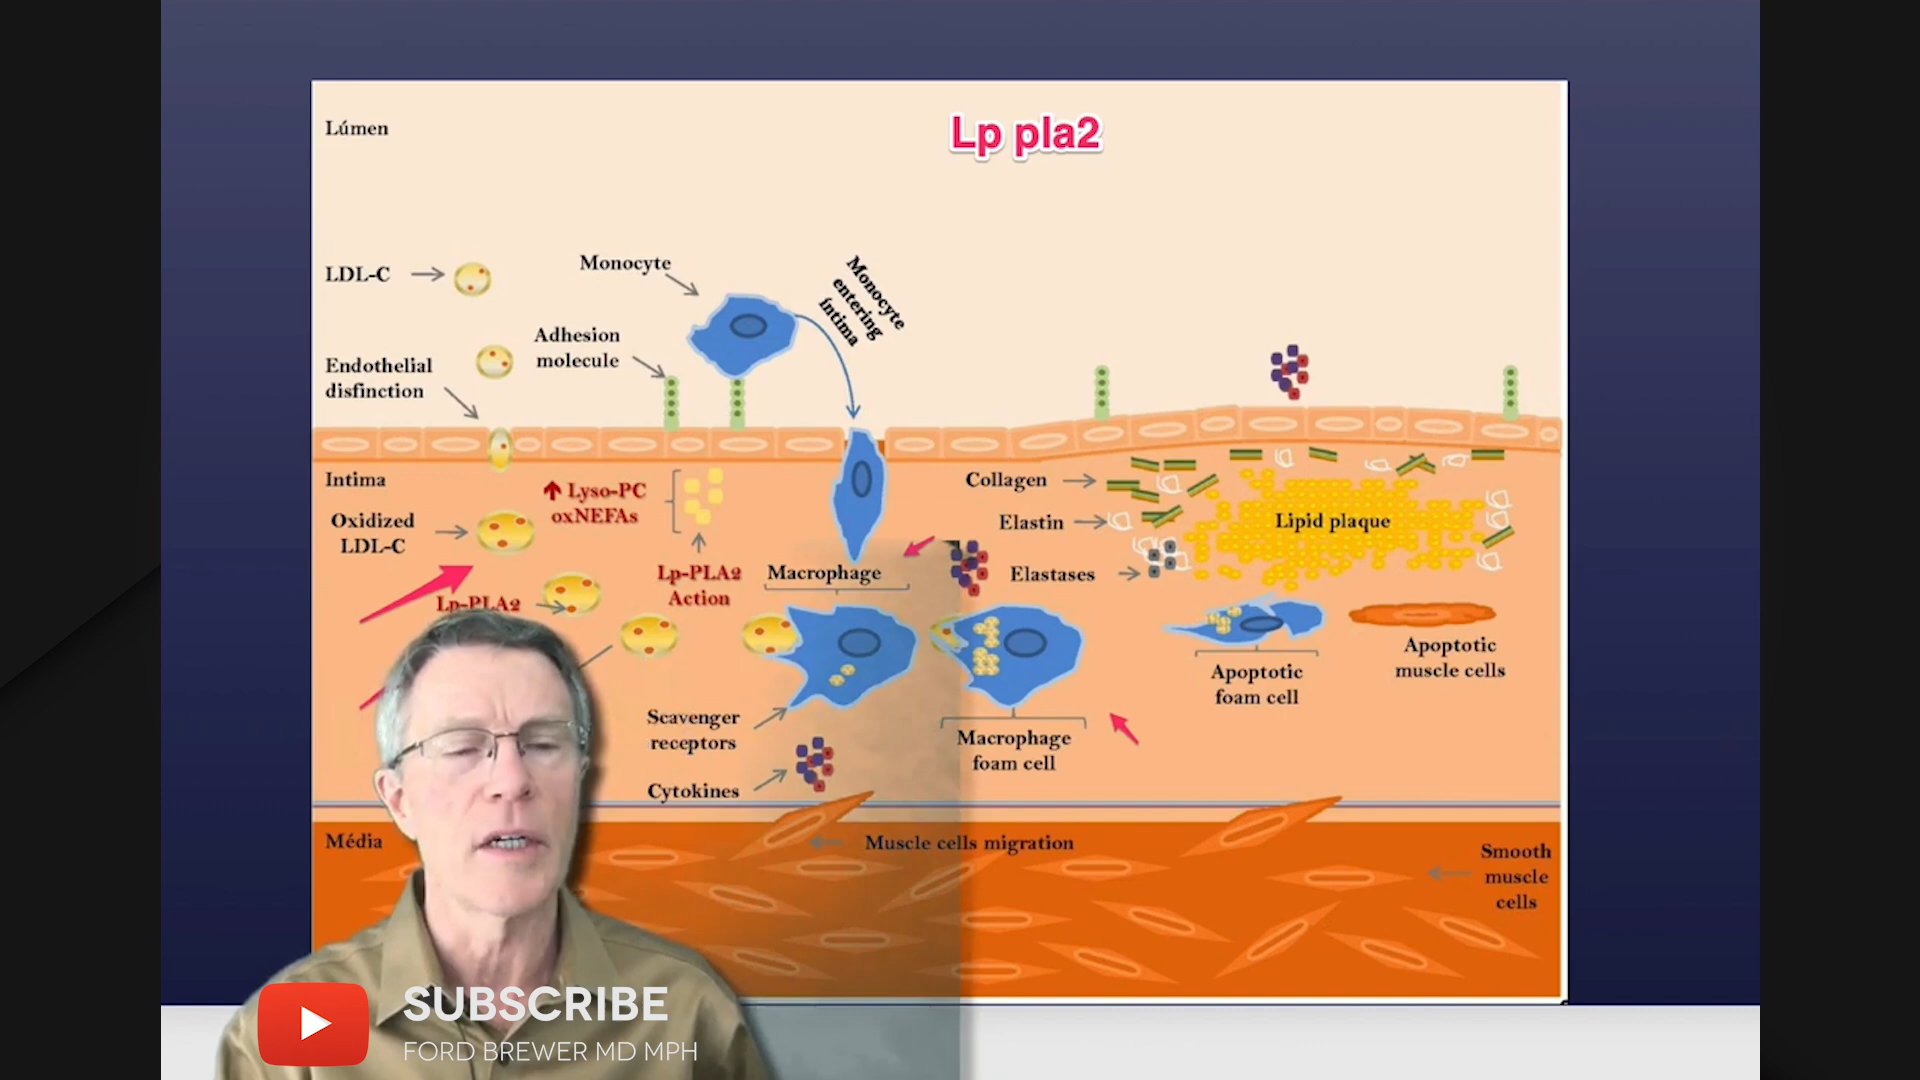 Lúmen
Lp pla2
LDL-C
Monocyte
Monocyte
entering
íntima
Adhesion
molecule
Endothelial
disfinction
Intima
Lyso-PC
oxNEFAs
Oxidized
LDL-C
Lp-PLA2
Lp-PLA2
Action
Macrophage
Collagen
Elastin
Elastases
Lipid plaque
Scavenger
receptors
Cytokines
Macrophage
foam cell
Apoptotic
foam cell
Apoptotic
muscle cells
Média
Muscle cells migration
Smooth
muscle
cells
SUBSCRIBE
FORD BREWER MD MPH